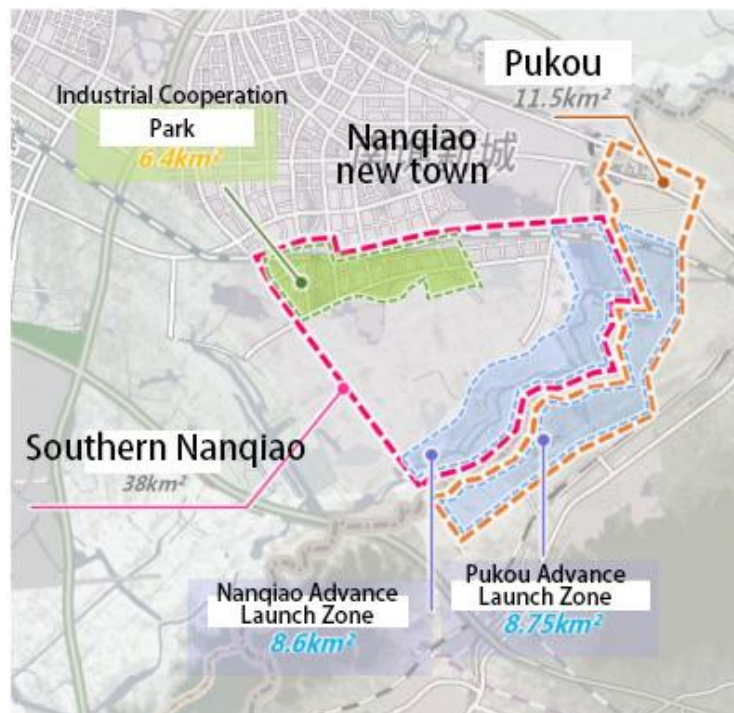 Pukou
11.5km²
Industrial Cooperation
Park
6.4km²
Nanqiao
new town
Southern Nanqiao
38km²
Nanqiao Advance
Launch Zone
8.6km²
Pukou Advance
Launch Zone
8.75km²